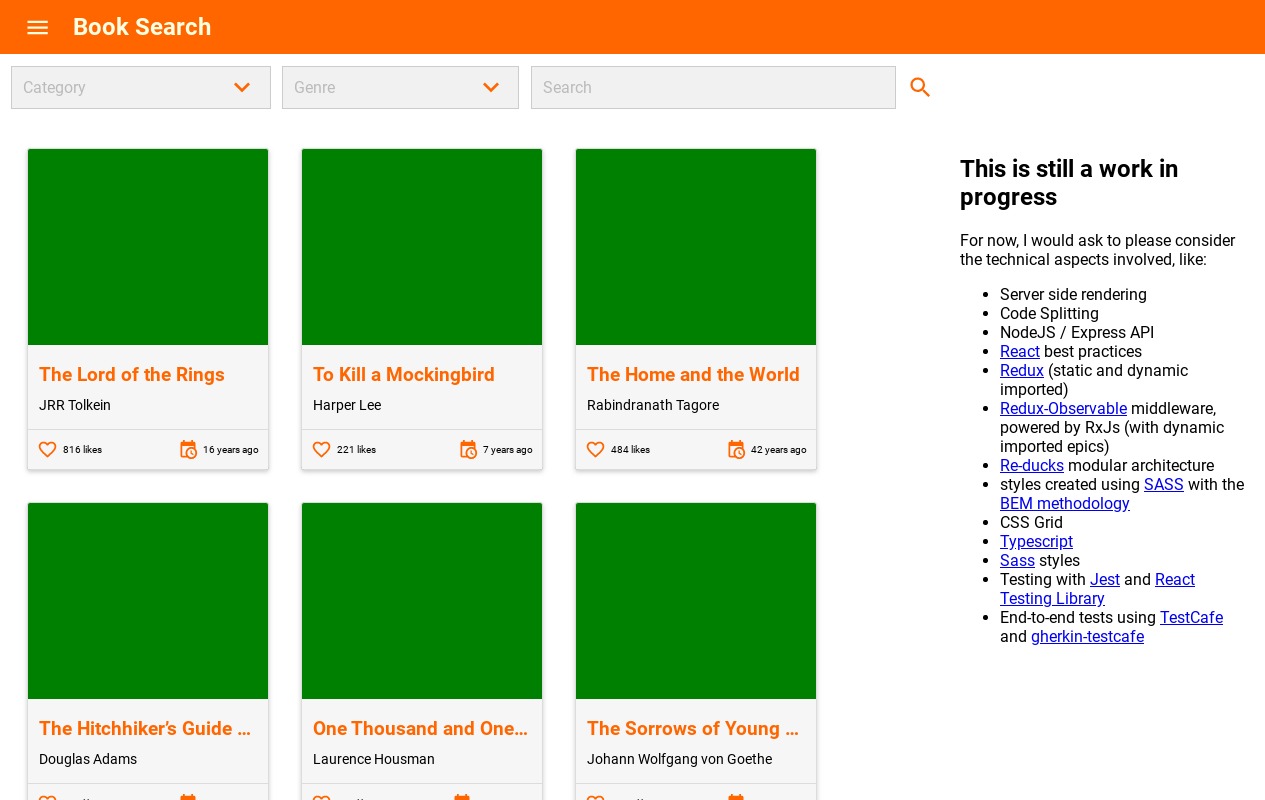 Book Search
Category
Genre
Search
The Lord of the Rings
JRR Tolkein
816 likes
16 years ago
To Kill a Mockingbird
Harper Lee
221 likes
7 years ago
The Home and the World
Rabindranath Tagore
484 likes
42 years ago
The Hitchhiker’s Guide ...
Douglas Adams
One Thousand and One...
Laurence Housman
The Sorrows of Young ...
Johann Wolfgang von Goethe
This is still a work in
progress
For now, I would ask to please consider
the technical aspects involved, like:
Server side rendering
Code Splitting
NodeJS / Express API
React best practices
Redux (static and dynamic
imported)
Redux-Observable middleware,
powered by RxJs (with dynamic
imported epics)
Re-ducks modular architecture
styles created using SASS with the
BEM methodology
CSS Grid
Typescript
Sass styles
Testing with Jest and React
Testing Library
End-to-end tests using TestCafe
and gherkin-testcafe